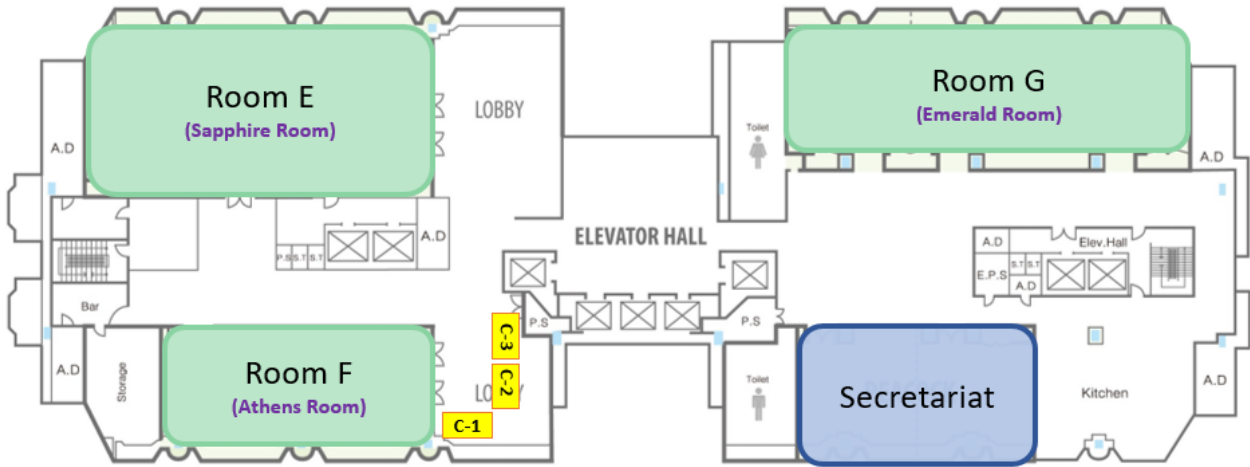 Room E
(Sapphire Room)
LOBBY
Room G
(Emerald Room)
Toilet
A.D
A.D
ELEVATOR HALL
P.S
S.T
S.T
A.D
A.D
Elev.Hall
E.P.S
S.T
S.T
A.D
Bar
P.S
P.S
C-3
Room F
(Athens Room)
C-2
C-1
A.D
Storage
Toilet
Secretariat
Kitchen
A.D